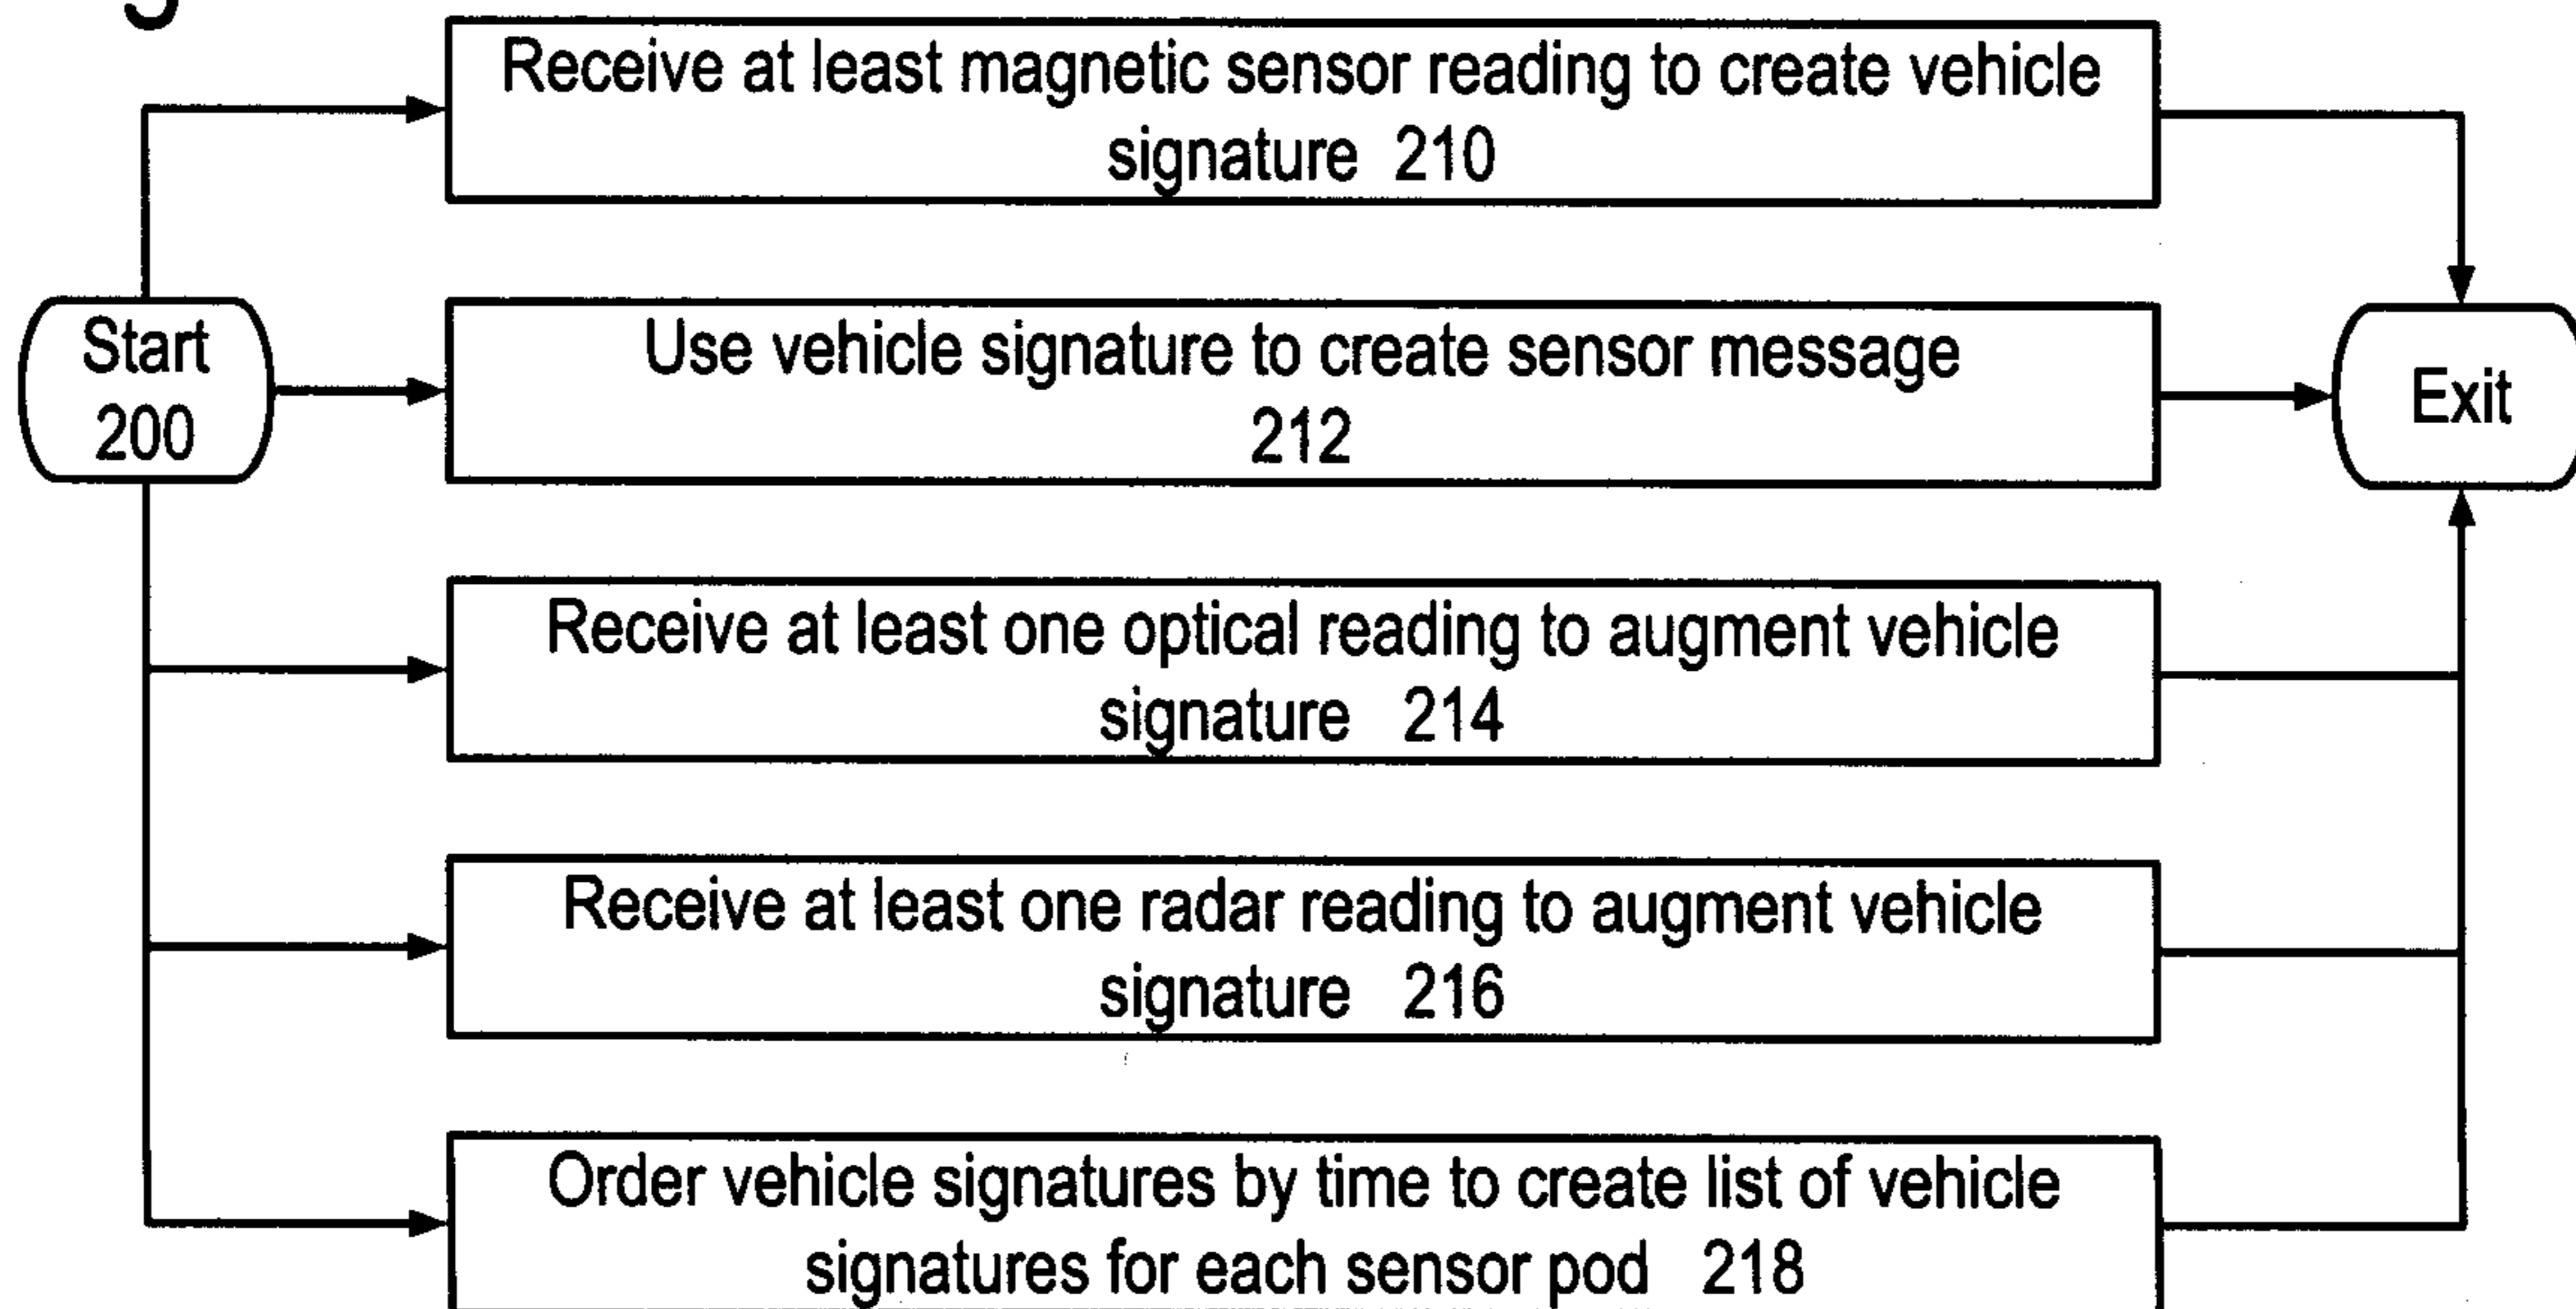 Receive at least magnetic sensor reading to create vehicle
signature 210
Start
200
Use vehicle signature to create sensor message
212
Exit
Receive at least one optical reading to augment vehicle
signature 214
Receive at least one radar reading to augment vehicle
signature 216
Order vehicle signatures by time to create list of vehicle
signatures for each sensor pod 218